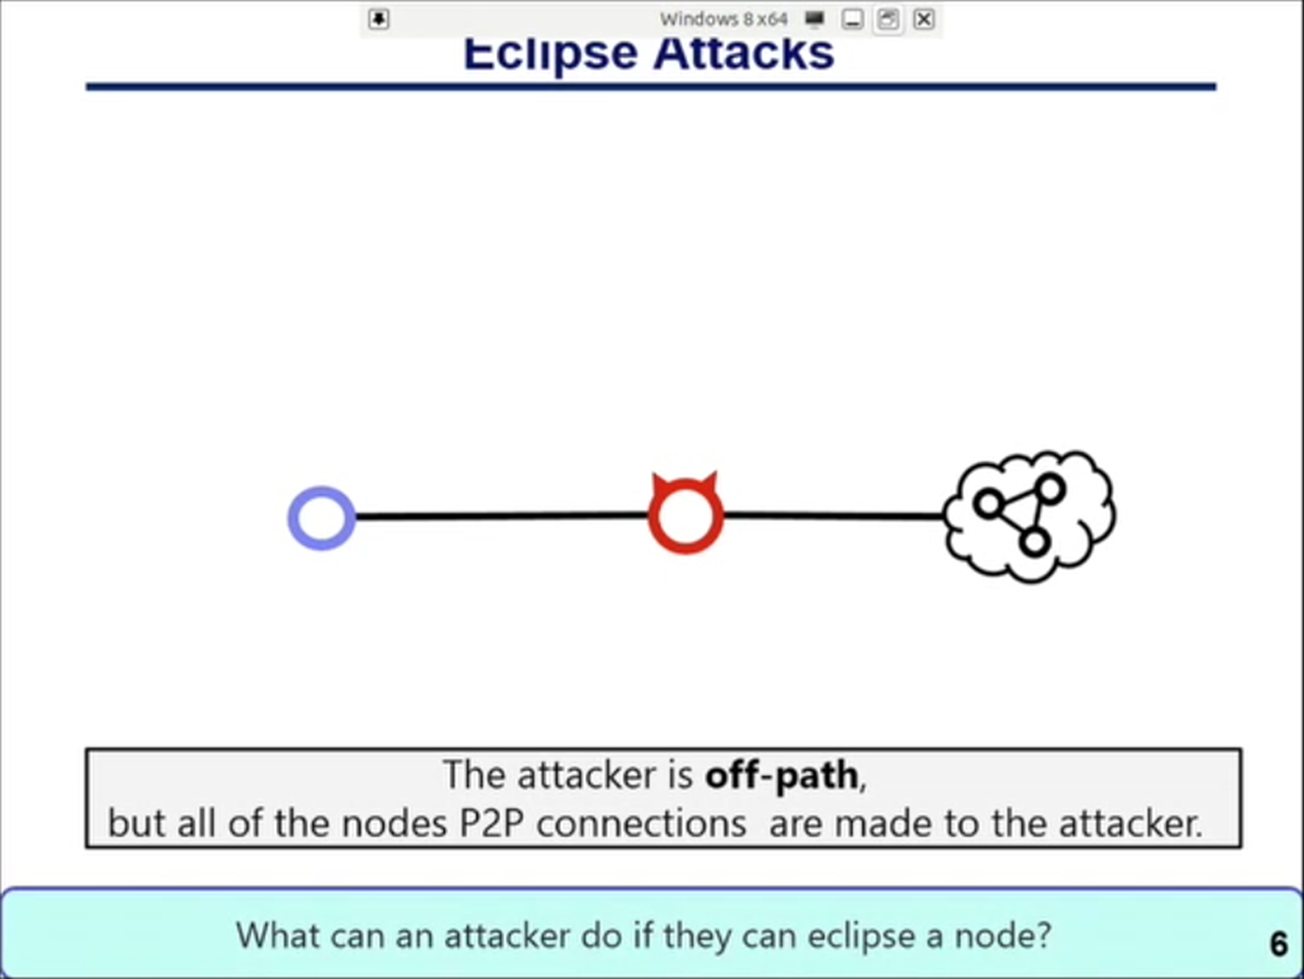 Windows 8 x64
Eclipse Attacks
The attacker is off-path,
but all of the nodes P2P connections are made to the attacker.
What can an attacker do if they can eclipse a node?
6